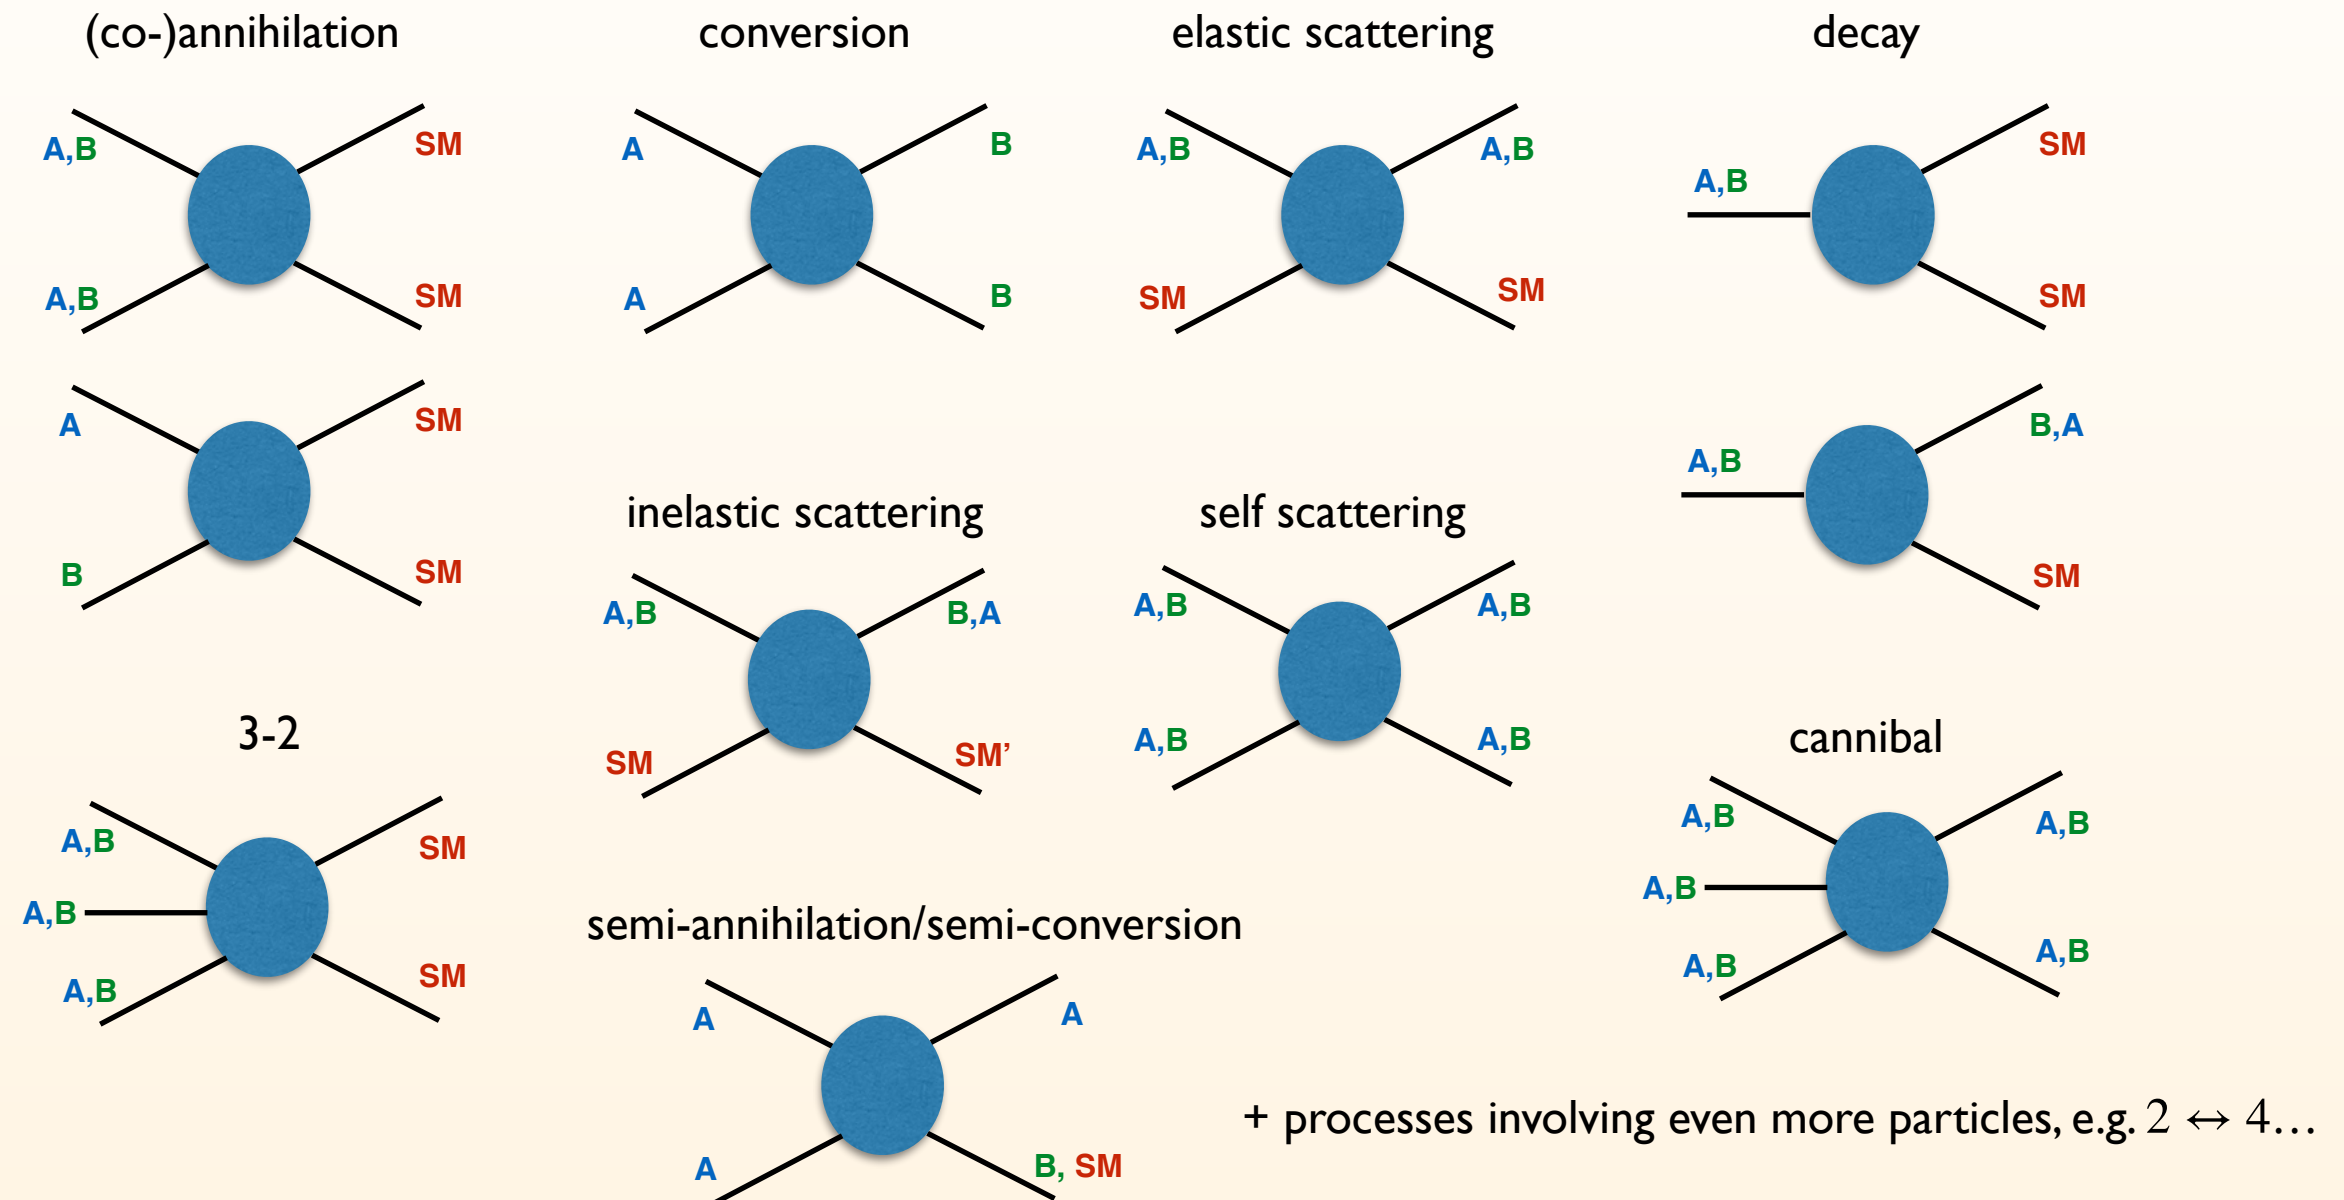 (co-)annihilation
A,B
SM
A,B
SM
A
SM
B
SM
conversion
A
B
A
B
elastic scattering
A,B
A,B
SM
SM
decay
A,B
SM
SM
A,B
B,A
SM
inelastic scattering
A,B
B,A
SM
SM’
self scattering
A,B
A,B
A,B
A,B
3-2
A,B
SM
A,B
A,B
SM
semi-annihilation/semi-conversion
A
A
A
B, SM
cannibal
A,B
A,B
A,B
A,B
A,B
+ processes involving even more particles, e.g. 2 ↔ 4…